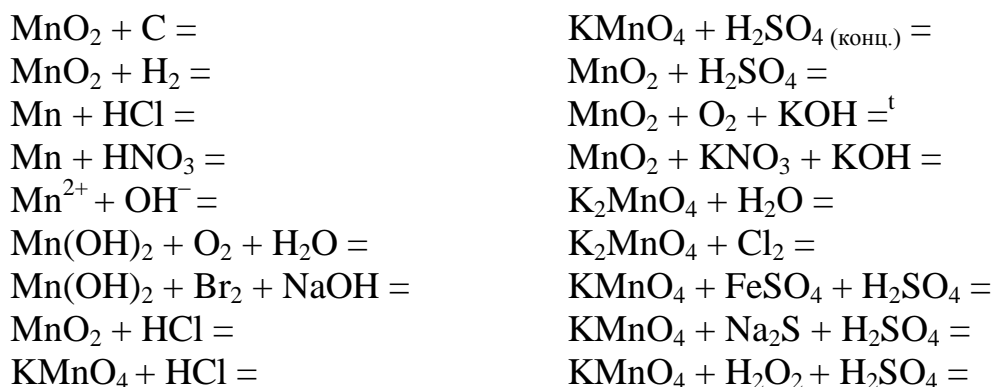 MnO₂ + C =
MnO₂ + H₂ =
Mn + HCl =
Mn + HNO₃ =
Mn²⁺ + OH⁻ =
Mn(OH)₂ + O₂ + H₂O =
Mn(OH)₂ + Br₂ + NaOH =
MnO₂ + HCl =
KMnO₄ + HCl =
KMnO₄ + H₂SO₄ (конц.) =
MnO₂ + H₂SO₄ =
MnO₂ + O₂ + KOH =ᵗ
MnO₂ + KNO₃ + KOH =
K₂MnO₄ + H₂O =
K₂MnO₄ + Cl₂ =
KMnO₄ + FeSO₄ + H₂SO₄ =
KMnO₄ + Na₂S + H₂SO₄ =
KMnO₄ + H₂O₂ + H₂SO₄ =